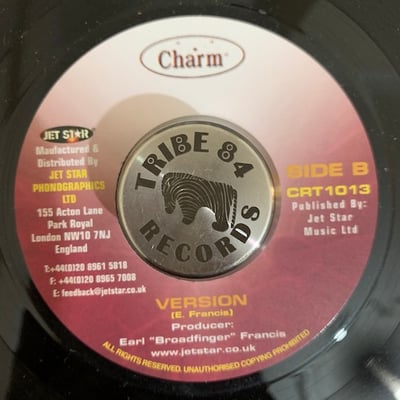 Charm®
JET STAR
Maufactured &
Distributed By
JET STAR
PHONOGRAPHICS
LTD
155 Acton Lane
Park Royal
London NW10 7NJ
England
T:+44(0)20 8961 5818
F: +44(0)20 8965 7008
E: feedback@jetstar.co.uk
TRIBE 84
RECORDS
SIDE B
CRT1013
Published By:
Jet Star
Music Ltd
VERSION
(E. Francis)
Producer:
Earl "Broadfinger" Francis
www.jetstar.co.uk
ALL RIGHTS RESERVED. UNAUTHORISED COPYING PROHIBITED